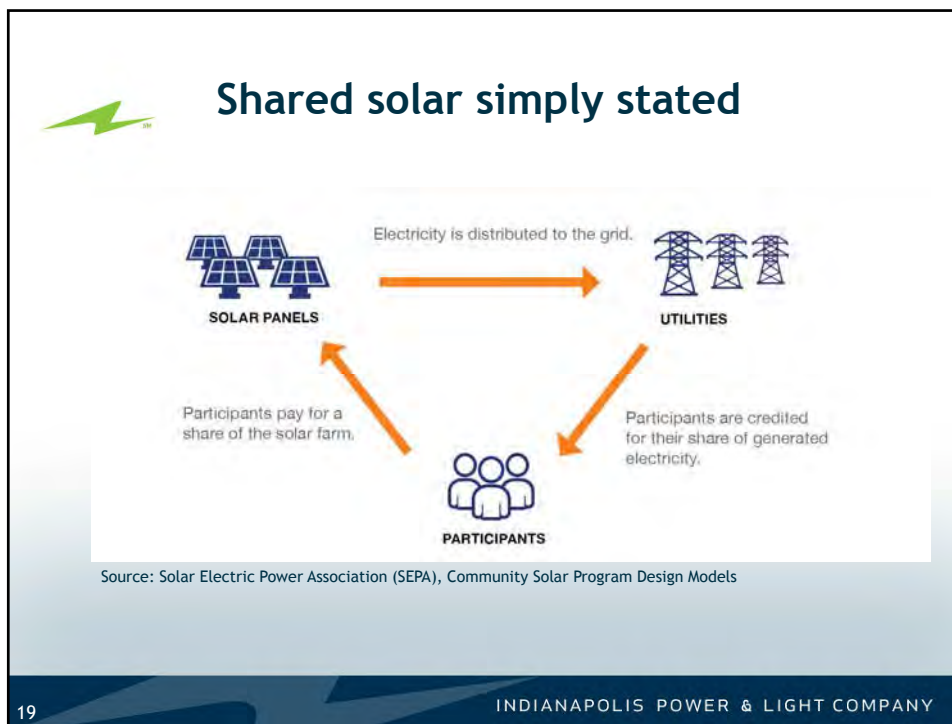 Shared solar simply stated
SM
Electricity is distributed to the grid.
SOLAR PANELS
UTILITIES
Participants pay for a
share of the solar farm.
Participants are credited
for their share of generated
electricity.
PARTICIPANTS
Source: Solar Electric Power Association (SEPA), Community Solar Program Design Models
19
INDIANAPOLIS POWER & LIGHT COMPANY